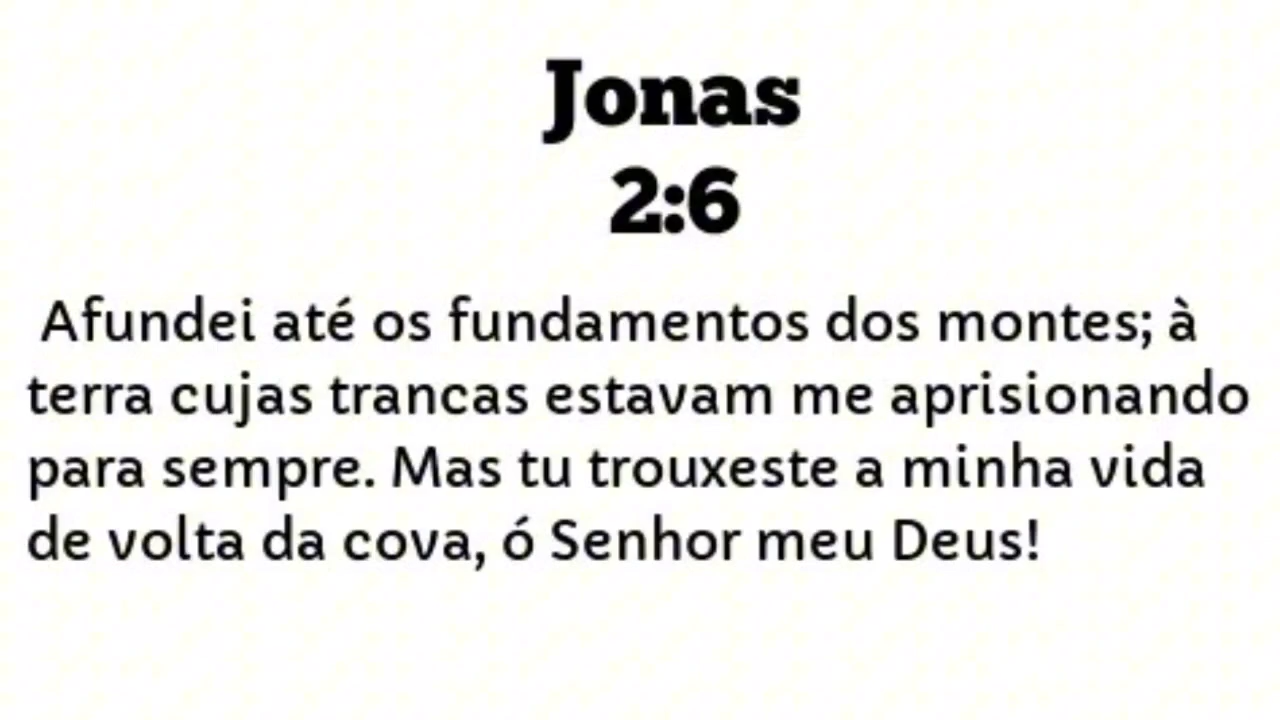 Jonas
2:6
Afundei até os fundamentos dos montes; à
terra cujas trancas estavam me aprisionando
para sempre. Mas tu trouxeste a minha vida
de volta da cova, ó Senhor meu Deus!